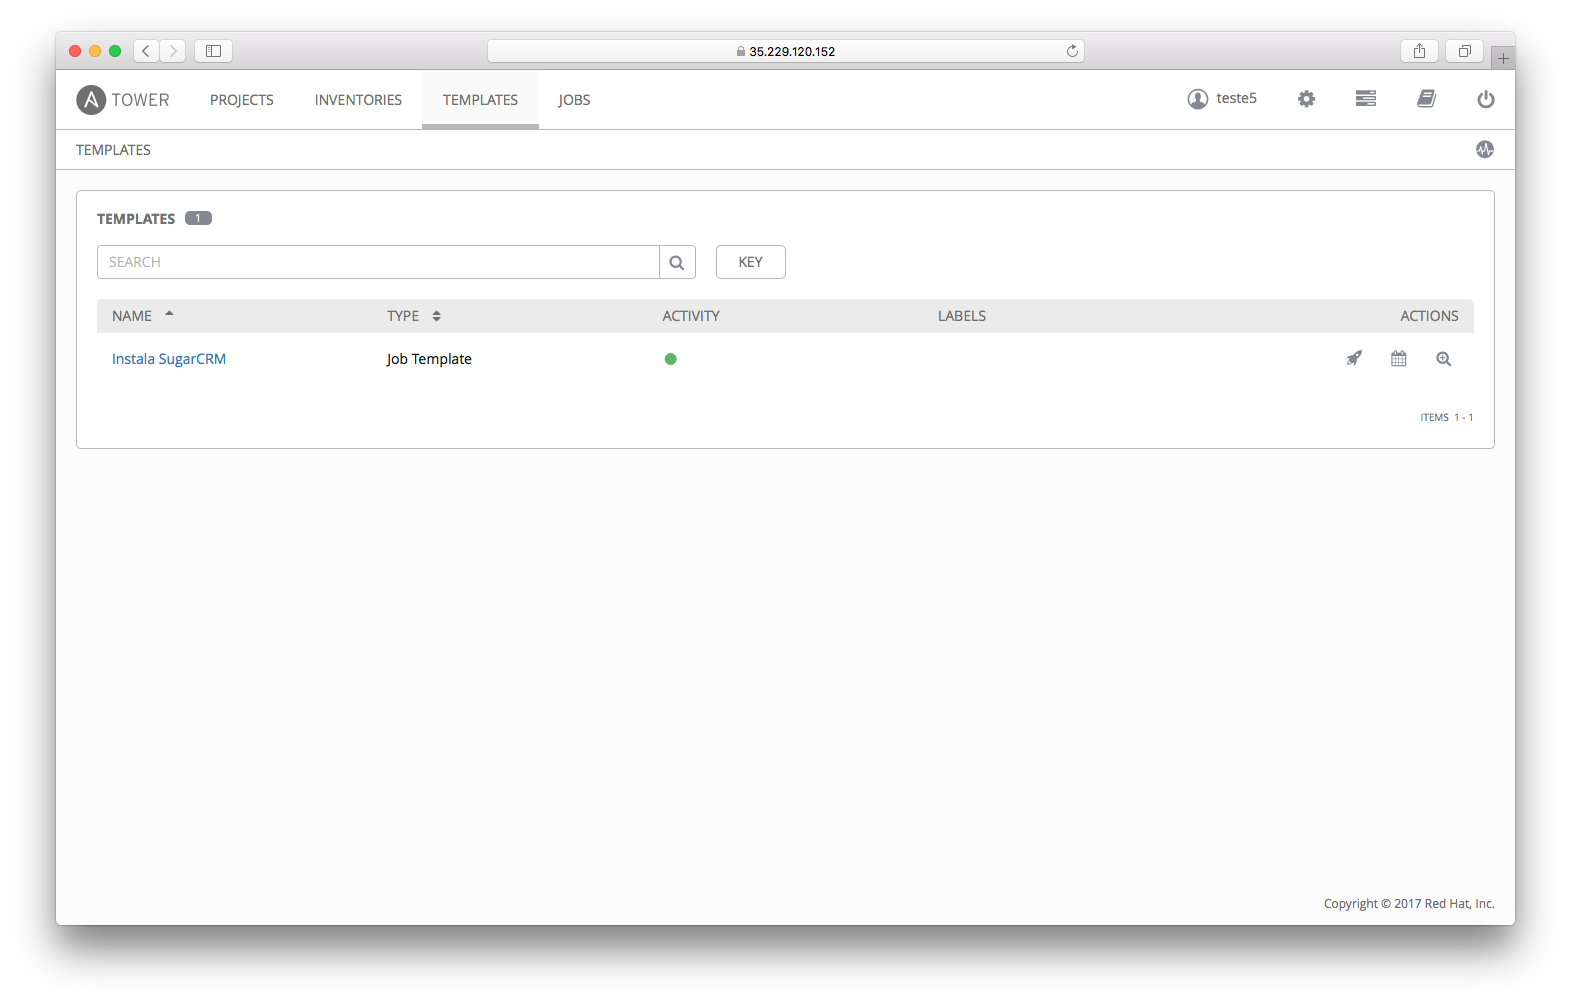 35.229.120.152
TOWER PROJECTS INVENTORIES TEMPLATES JOBS teste5
TEMPLATES
TEMPLATES 1
SEARCH KEY
NAME TYPE ACTIVITY LABELS ACTIONS
Instala SugarCRM Job Template
ITEMS 1 - 1
Copyright © 2017 Red Hat, Inc.